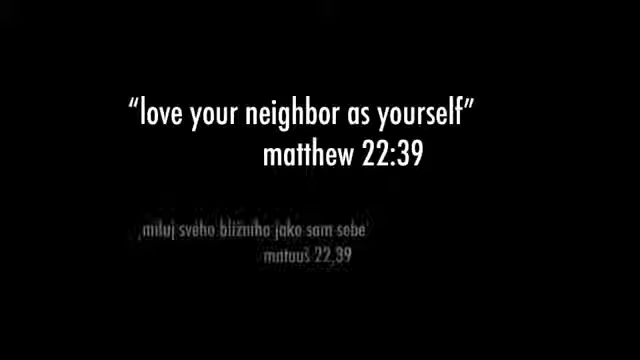 “love your neighbor as yourself”
matthew 22:39
„miluj svého bližního jako sam sebe“
matouš 22,39